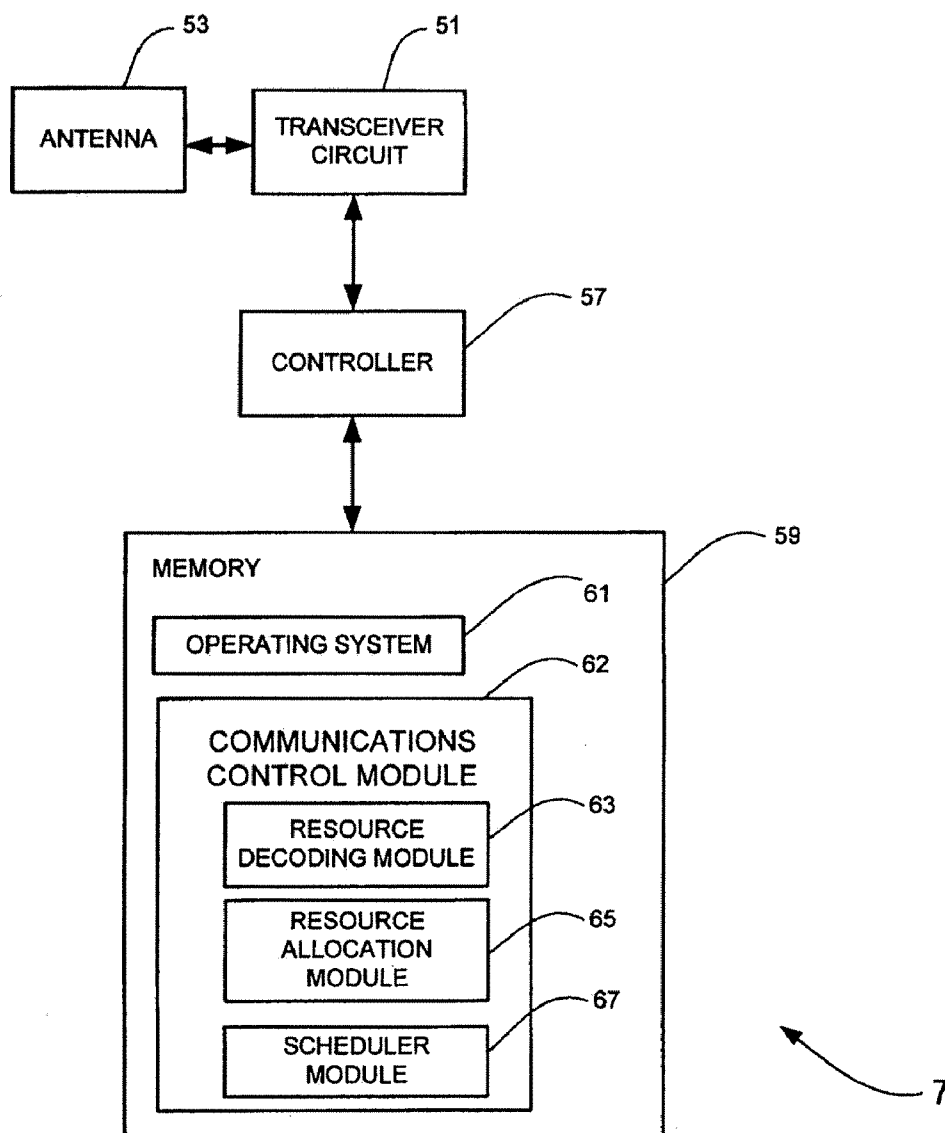 53
51
ANTENNA
TRANSCEIVER
CIRCUIT
57
CONTROLLER
59
MEMORY
61
OPERATING SYSTEM
62
COMMUNICATIONS
CONTROL MODULE
63
RESOURCE
DECODING MODULE
65
RESOURCE
ALLOCATION
MODULE
67
SCHEDULER
MODULE
7